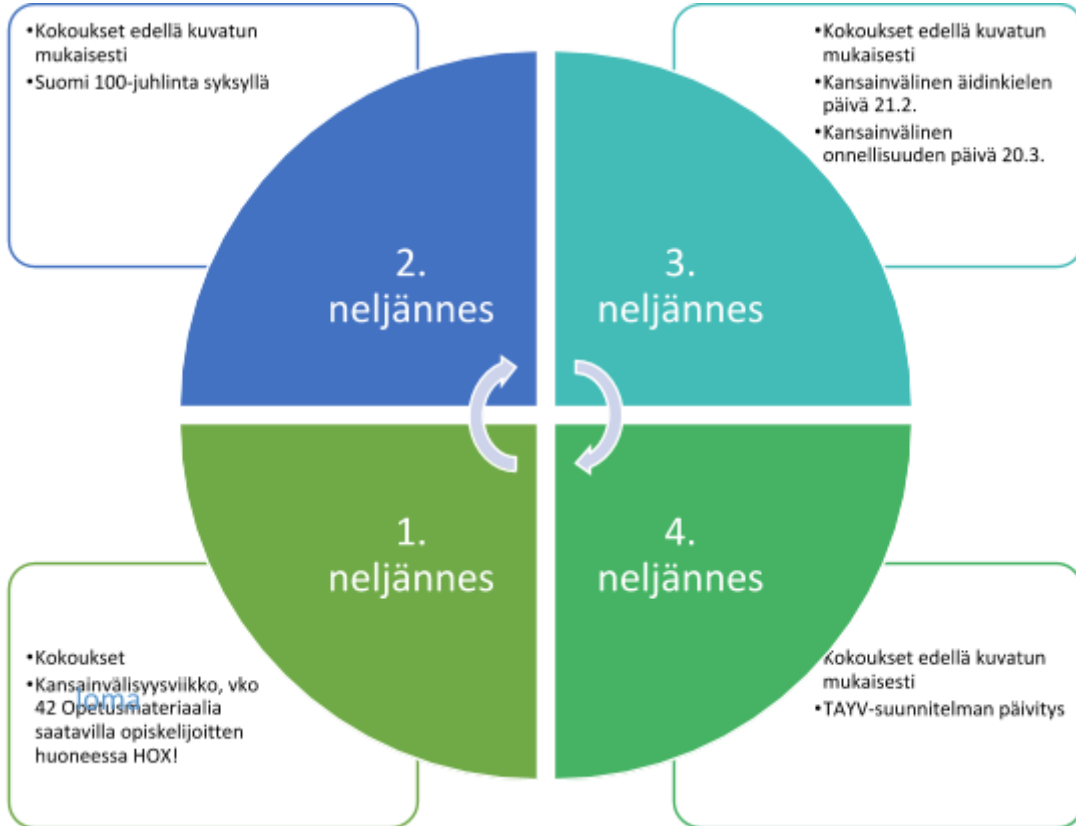 •Kokoukset edellä kuvatun
mukaisesti
•Suomi 100-juhlinta syksyllä
•Kokoukset edellä kuvatun
mukaisesti
•Kansainvälinen äidinkielen
päivä 21.2.
•Kansainvälinen
onnellisuuden päivä 20.3.
2.
neljännes
3.
neljännes
1.
neljännes
4.
neljännes
•Kokoukset
•Kansainvälisyysviikko, vko
42 Opetusmateriaalia
saatavilla opiskelijoitten
huoneessa HOX!
loma
Kokoukset edellä kuvatun
mukaisesti
•TAYV-suunnitelman päivitys